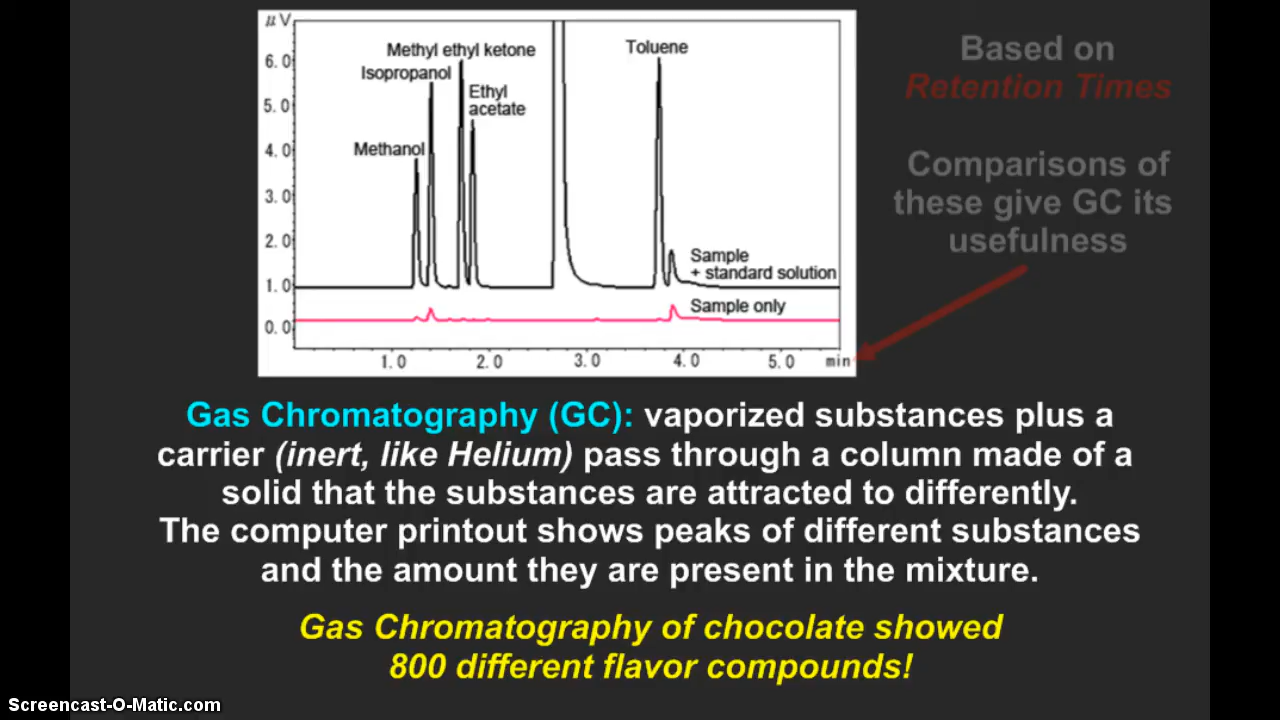 μV
6.0
5.0
4.0
3.0
2.0
1.0
0.0
Methyl ethyl ketone
Isopropanol
Ethyl
acetate
Methanol
Toluene
Sample
+ standard solution
Sample only
1.0 2.0 3.0 4.0 5.0 min
Based on
Retention Times
Comparisons of
these give GC its
usefulness
Gas Chromatography (GC): vaporized substances plus a
carrier (inert, like Helium) pass through a column made of a
solid that the substances are attracted to differently.
The computer printout shows peaks of different substances
and the amount they are present in the mixture.
Gas Chromatography of chocolate showed
800 different flavor compounds!
Screencast-O-Matic.com